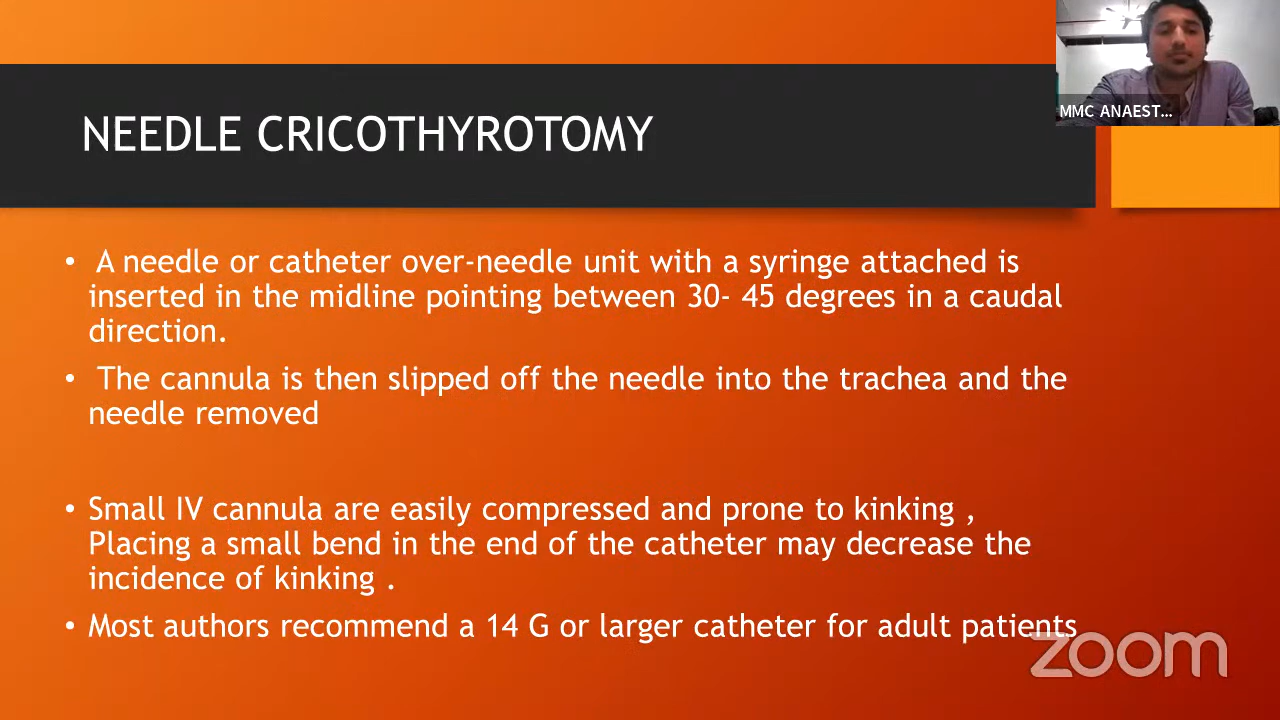 MMC ANAEST...
NEEDLE CRICOTHYROTOMY
• A needle or catheter over-needle unit with a syringe attached is
inserted in the midline pointing between 30- 45 degrees in a caudal
direction.
• The cannula is then slipped off the needle into the trachea and the
needle removed
• Small IV cannula are easily compressed and prone to kinking ,
Placing a small bend in the end of the catheter may decrease the
incidence of kinking .
• Most authors recommend a 14 G or larger catheter for adult patients
zoom